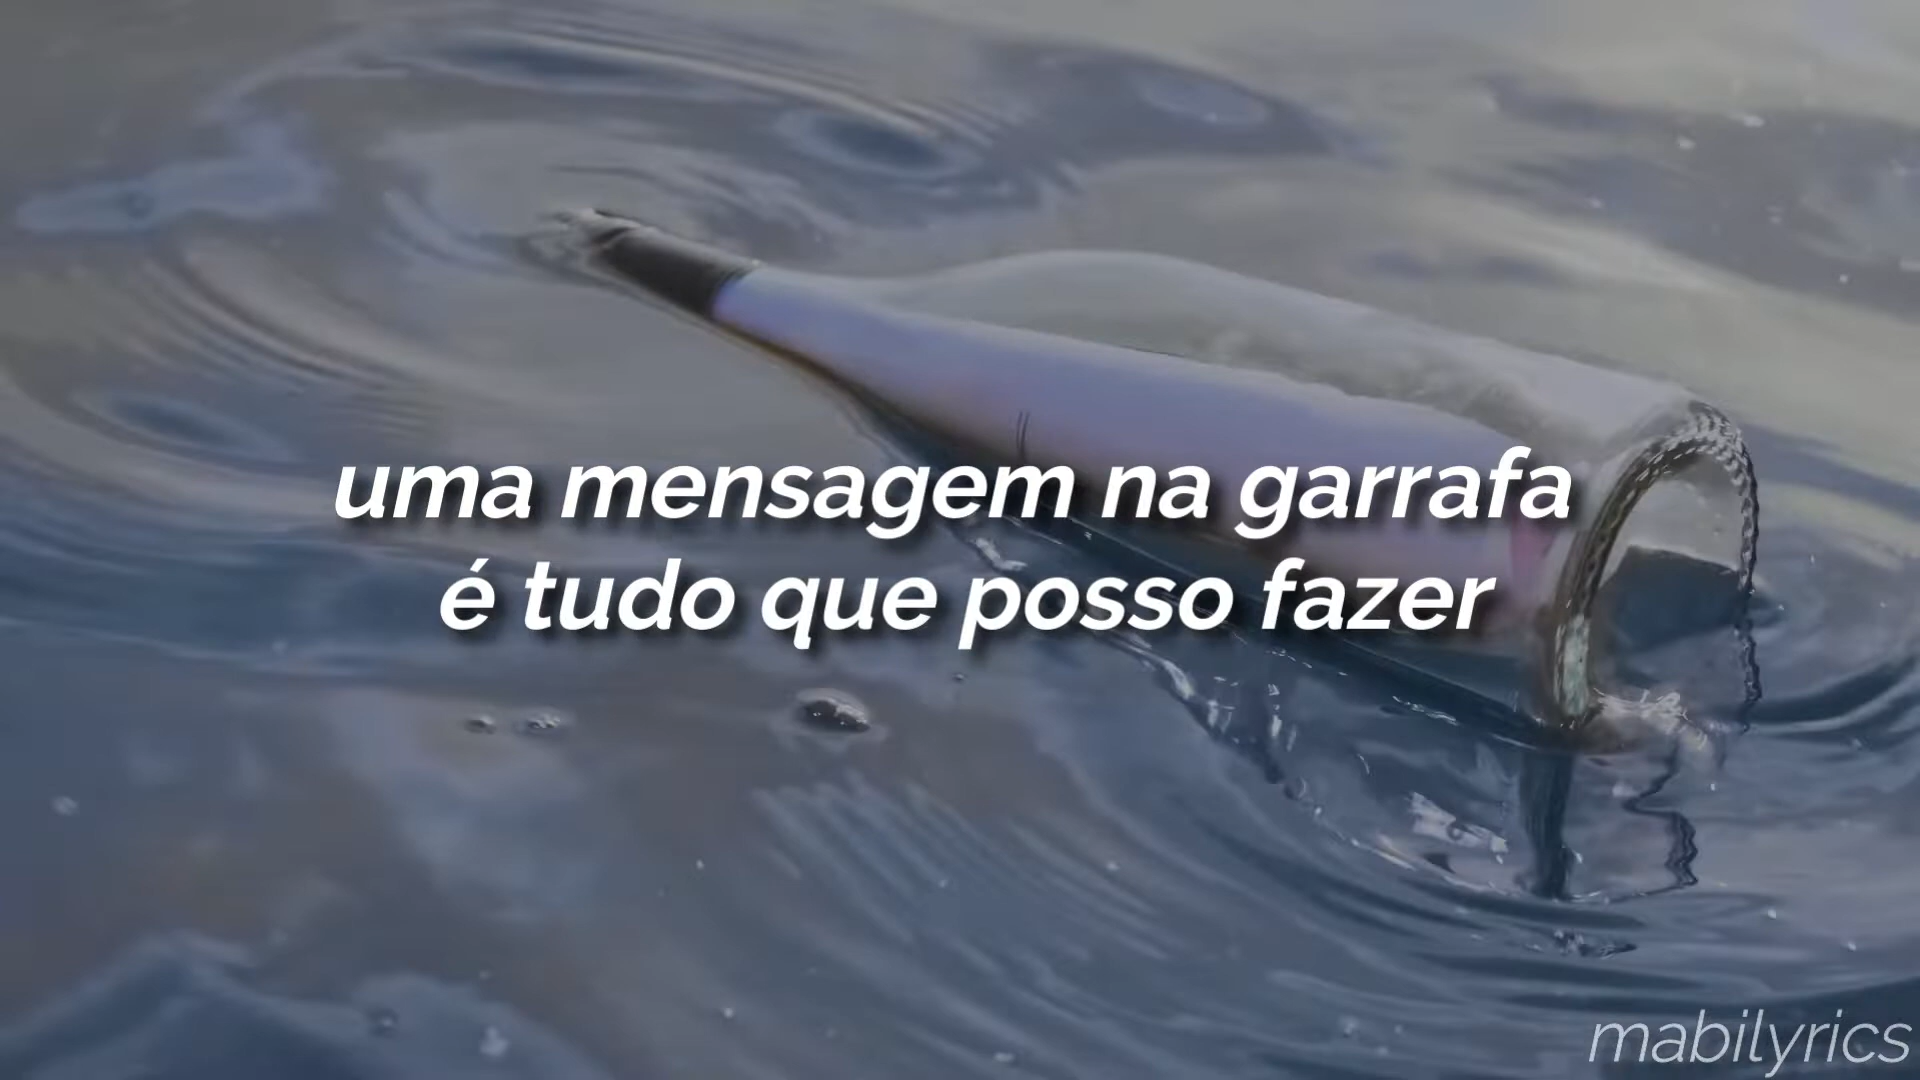 uma mensagem na garrafa
é tudo que posso fazer
mabilyrics